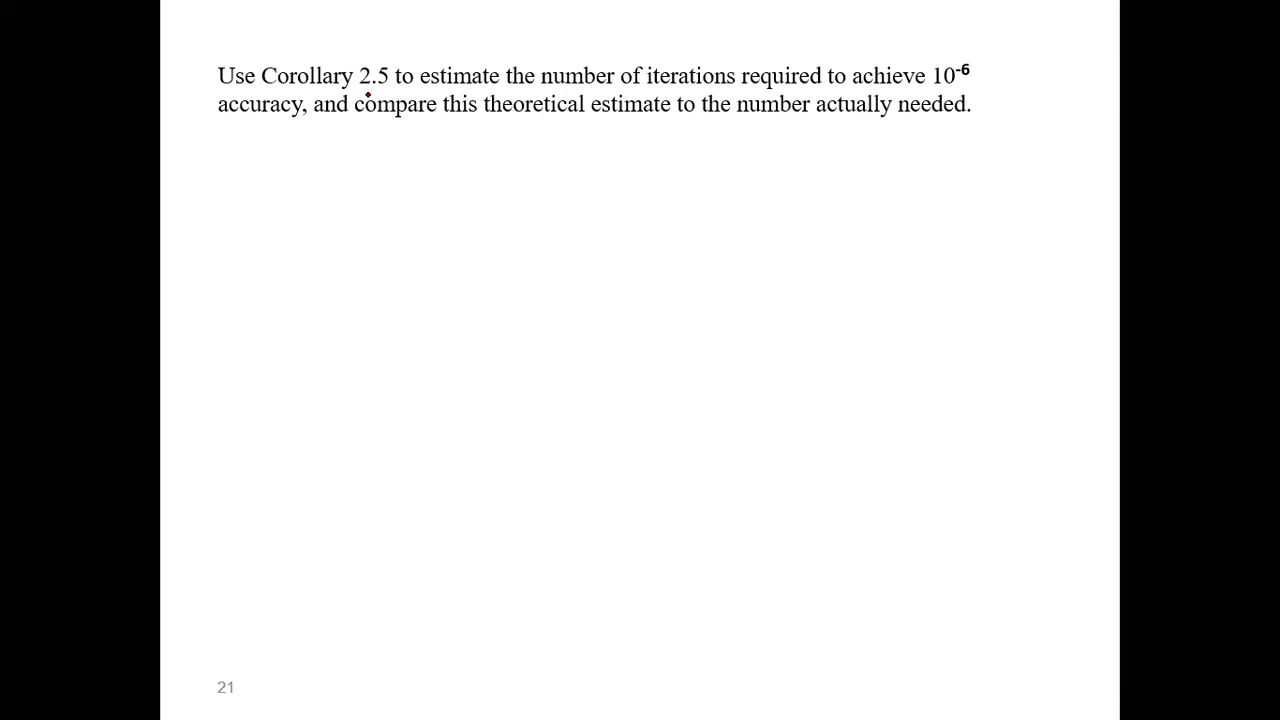 Use Corollary 2.5 to estimate the number of iterations required to achieve 10⁻⁶
accuracy, and compare this theoretical estimate to the number actually needed.
21